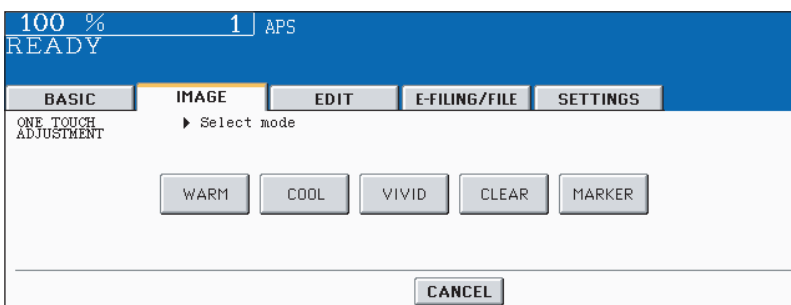 100 % 1 APS
READY
BASIC IMAGE EDIT E-FILING/FILE SETTINGS
ONE TOUCH ▶ Select mode
ADJUSTMENT
WARM COOL VIVID CLEAR MARKER
CANCEL